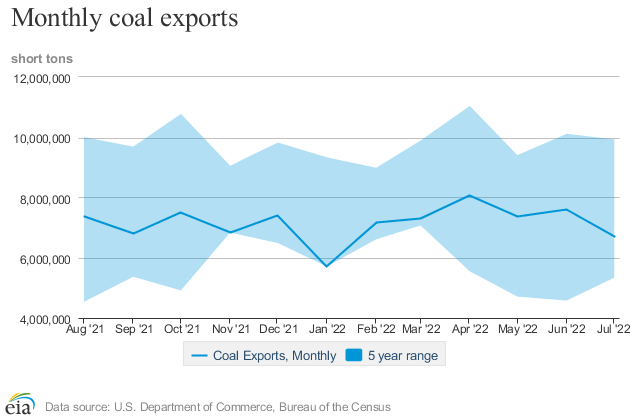 Monthly coal exports
short tons
12,000,000
10,000,000
8,000,000
6,000,000
4,000,000
Aug '21 Sep '21 Oct '21 Nov '21 Dec '21 Jan '22 Feb '22 Mar '22 Apr '22 May '22 Jun '22 Jul '22
Coal Exports, Monthly 5 year range
eia Data source: U.S. Department of Commerce, Bureau of the Census